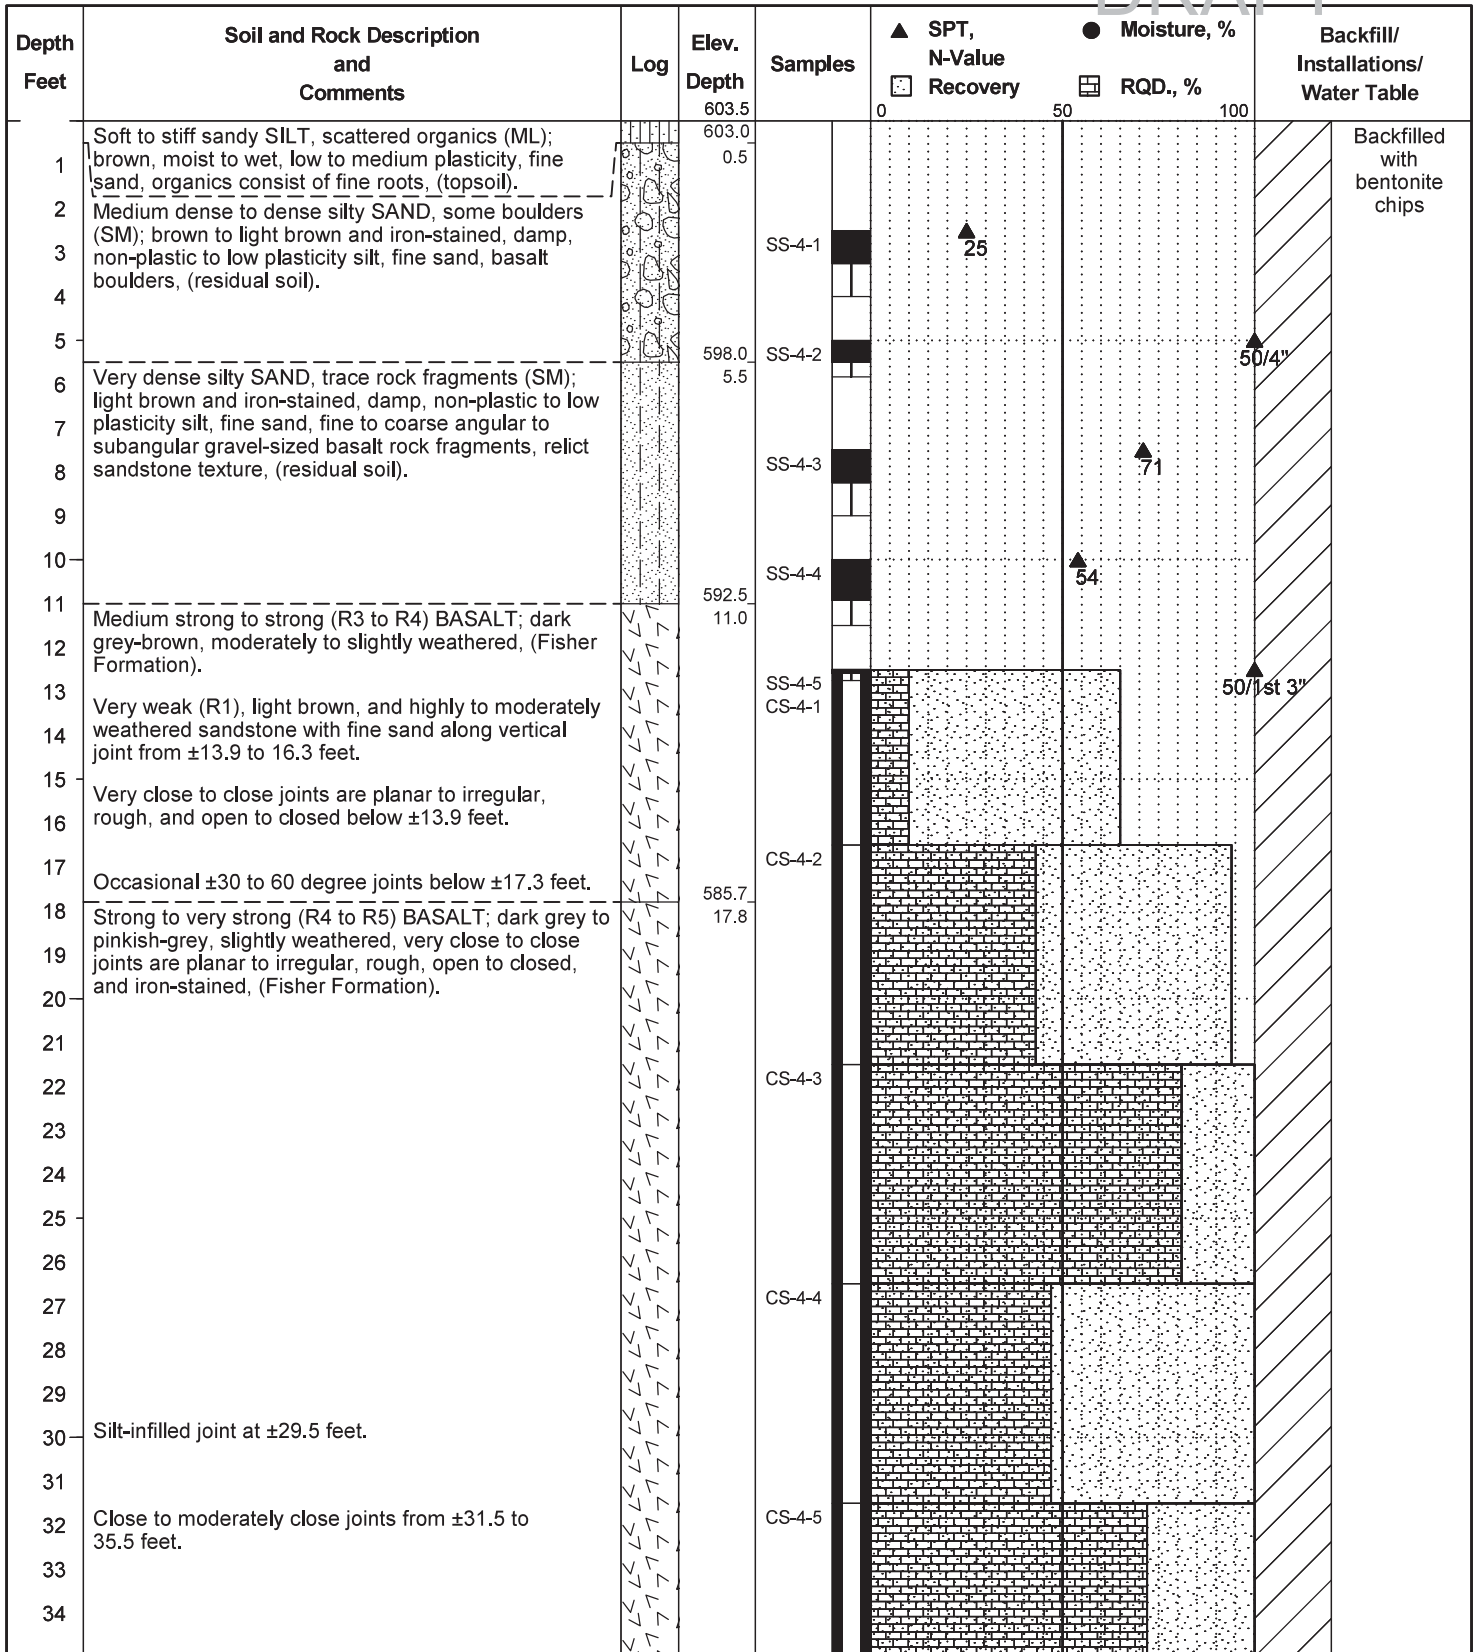 DRAFT
Depth
Feet
Soil and Rock Description
and
Comments
Log
Elev.
Depth
603.5
Samples
▲ SPT,
N-Value
● Moisture, %
Recovery
RQD., %
0 50 100
Backfill/
Installations/
Water Table
Soft to stiff sandy SILT, scattered organics (ML);
brown, moist to wet, low to medium plasticity, fine
sand, organics consist of fine roots, (topsoil).
603.0
0.5
Backfilled
with
bentonite
chips
1
2
3
4
5
6
7
8
9
10
11
12
13
14
15
16
17
18
19
20
21
22
23
24
25
26
27
28
29
30
31
32
33
34
Medium dense to dense silty SAND, some boulders
(SM); brown to light brown and iron-stained, damp,
non-plastic to low plasticity silt, fine sand, basalt
boulders, (residual soil).
598.0
5.5
Very dense silty SAND, trace rock fragments (SM);
light brown and iron-stained, damp, non-plastic to low
plasticity silt, fine sand, fine to coarse angular to
subangular gravel-sized basalt rock fragments, relict
sandstone texture, (residual soil).
592.5
11.0
Medium strong to strong (R3 to R4) BASALT; dark
grey-brown, moderately to slightly weathered, (Fisher
Formation).
Very weak (R1), light brown, and highly to moderately
weathered sandstone with fine sand along vertical
joint from ±13.9 to 16.3 feet.
Very close to close joints are planar to irregular,
rough, and open to closed below ±13.9 feet.
Occasional ±30 to 60 degree joints below ±17.3 feet.
585.7
17.8
Strong to very strong (R4 to R5) BASALT; dark grey to
pinkish-grey, slightly weathered, very close to close
joints are planar to irregular, rough, open to closed,
and iron-stained, (Fisher Formation).
Silt-infilled joint at ±29.5 feet.
Close to moderately close joints from ±31.5 to
35.5 feet.
SS-4-1
25
SS-4-2
50/4"
SS-4-3
71
SS-4-4
54
SS-4-5
50/1st 3"
CS-4-1
CS-4-2
CS-4-3
CS-4-4
CS-4-5